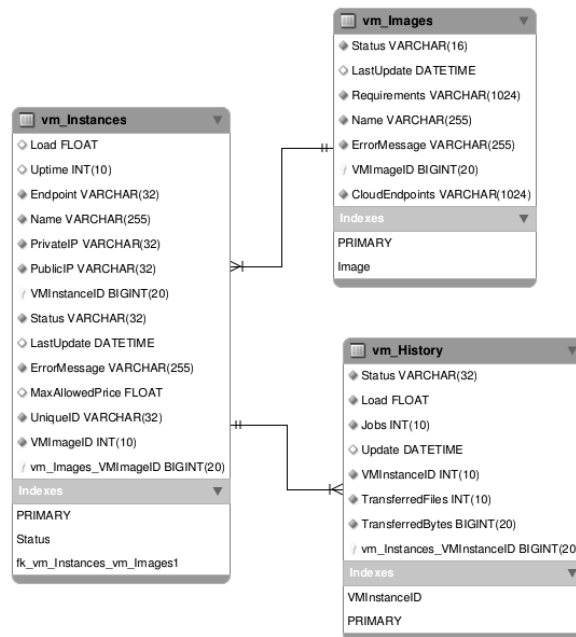 vm_Images
Status VARCHAR(16)
LastUpdate DATETIME
Requirements VARCHAR(1024)
Name VARCHAR(255)
ErrorMessage VARCHAR(255)
VMImageID BIGINT(20)
CloudEndpoints VARCHAR(1024)
Indexes
PRIMARY
Image
vm_Instances
Load FLOAT
Uptime INT(10)
Endpoint VARCHAR(32)
Name VARCHAR(255)
PrivateIP VARCHAR(32)
PublicIP VARCHAR(32)
VMInstanceID BIGINT(20)
Status VARCHAR(32)
LastUpdate DATETIME
ErrorMessage VARCHAR(255)
MaxAllowedPrice FLOAT
UniqueID VARCHAR(32)
VMImageID INT(10)
vm_Images_VMImageID BIGINT(20)
Indexes
PRIMARY
Status
fk_vm_Instances_vm_Images1
vm_History
Status VARCHAR(32)
Load FLOAT
Jobs INT(10)
Update DATETIME
VMInstanceID INT(10)
TransferredFiles INT(10)
TransferredBytes BIGINT(20)
vm_Instances_VMInstanceID BIGINT(20
Indexes
VMInstanceID
PRIMARY